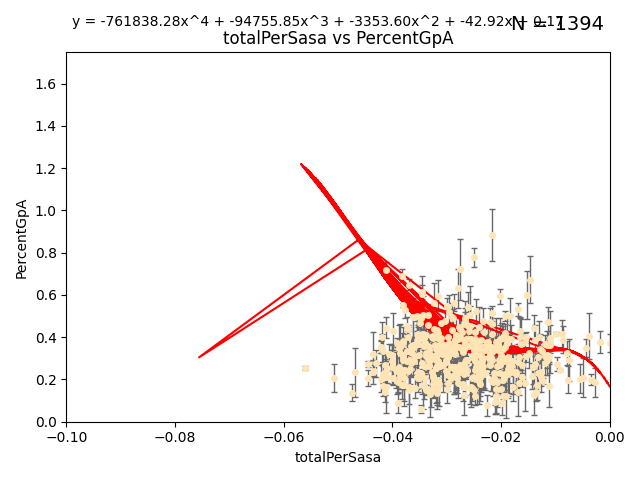 y = -761838.28x^4 + -94755.85x^3 + -3353.60x^2 + -42.92x + 0.17
N = 1394
totalPerSasa vs PercentGpA
PercentGpA
1.6
1.4
1.2
1.0
0.8
0.6
0.4
0.2
0.0
−0.10 −0.08 −0.06 −0.04 −0.02 0.00
totalPerSasa